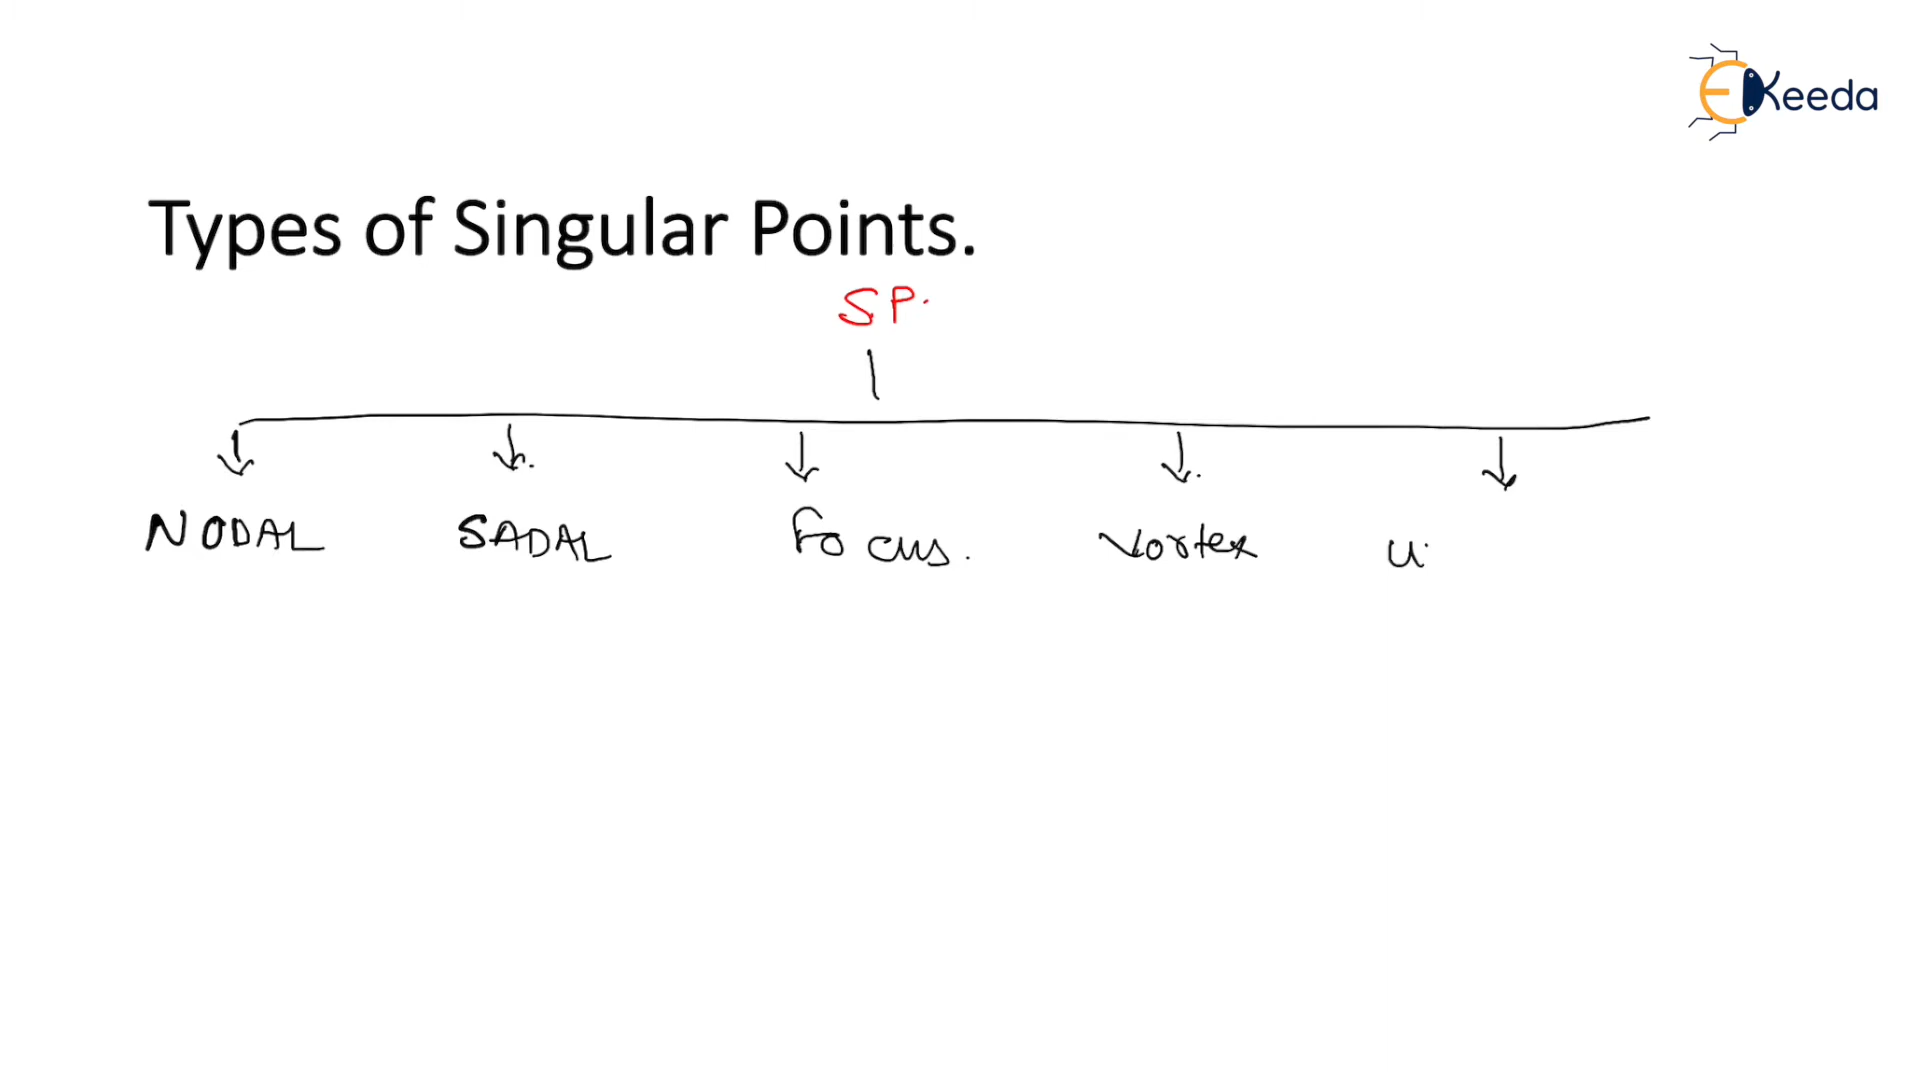 EKeeda
Types of Singular Points.
SP.
NODAL SADAL Focus. Vortex U